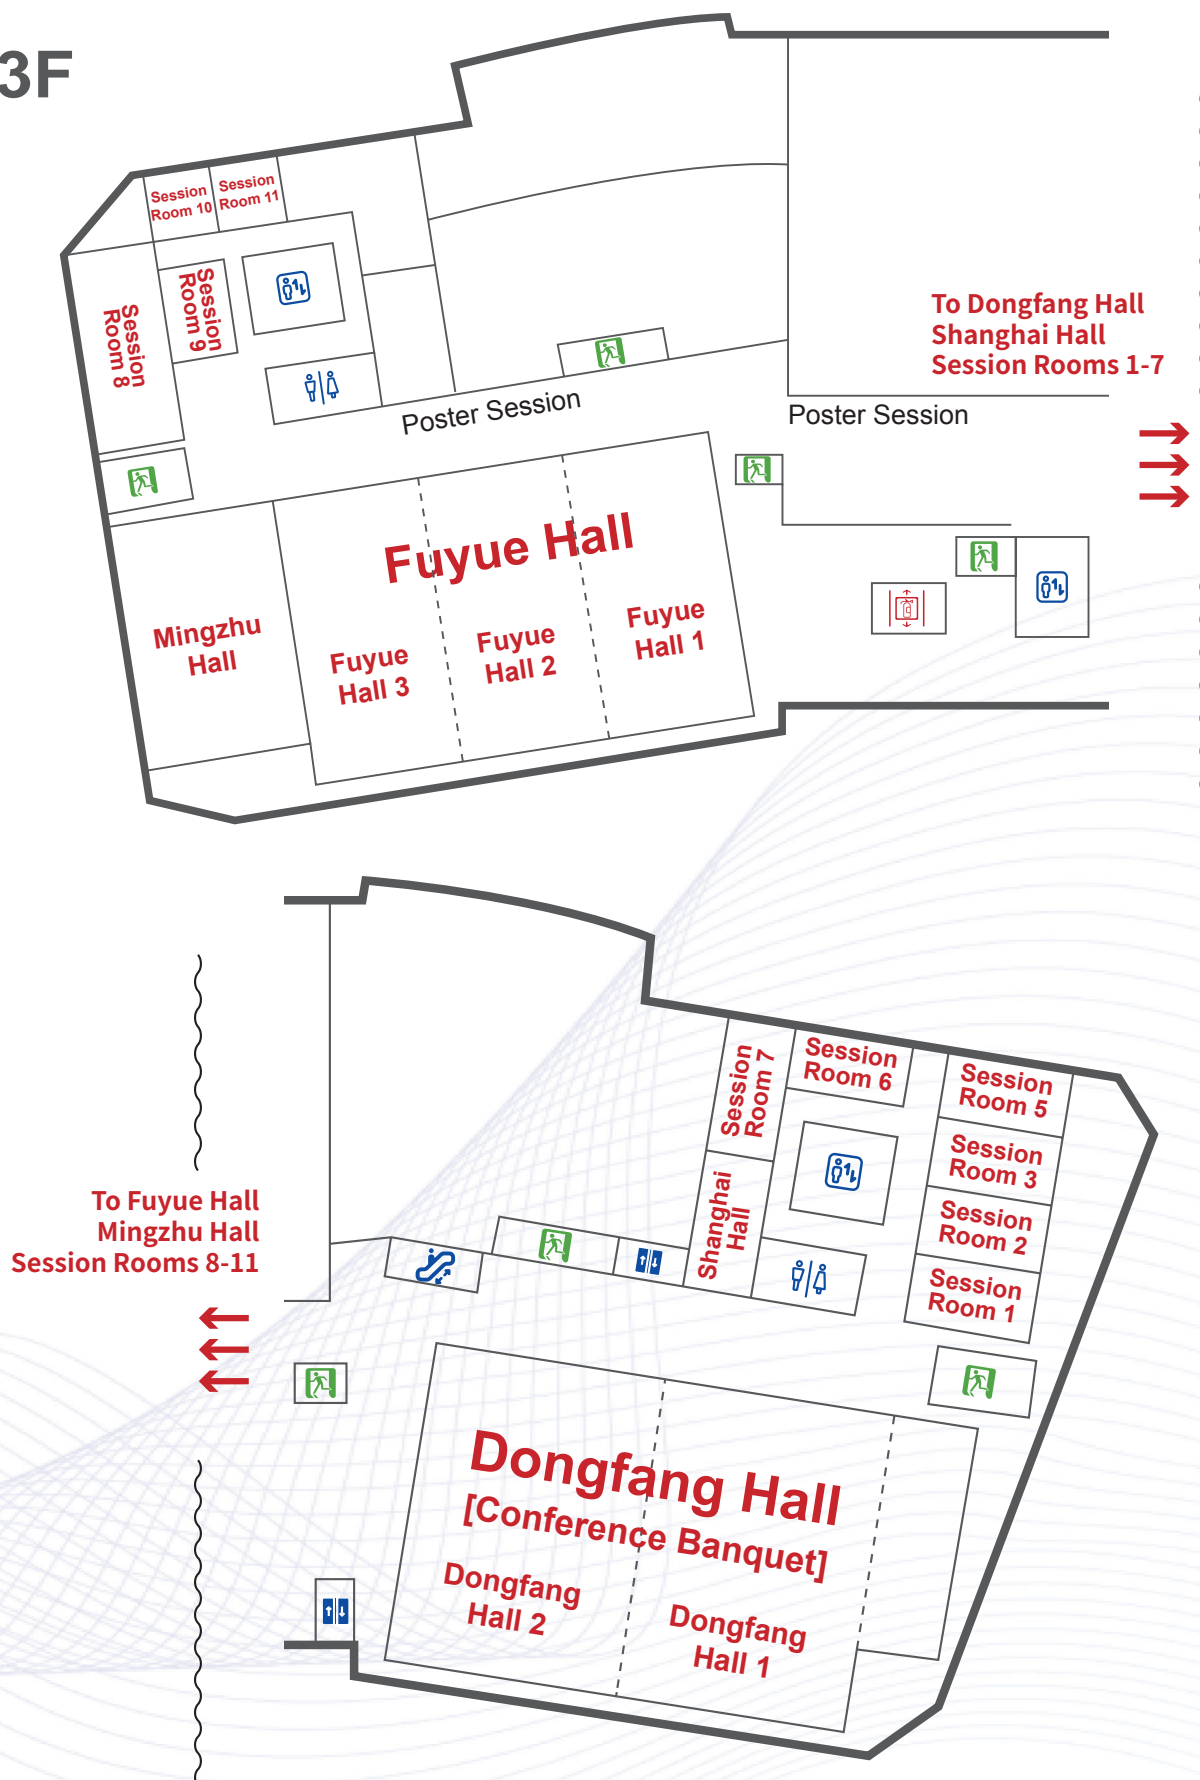 3F
Session
Room 10
Session
Room 11
Session
Room 9
Session
Room 8
To Dongfang Hall
Shanghai Hall
Session Rooms 1-7
Poster Session
Poster Session
Fuyue Hall
Mingzhu
Hall
Fuyue
Hall 3
Fuyue
Hall 2
Fuyue
Hall 1
Session
Room 7
Session
Room 6
Session
Room 5
Session
Room 3
Session
Room 2
Session
Room 1
Shanghai
Hall
To Fuyue Hall
Mingzhu Hall
Session Rooms 8-11
Dongfang Hall
[Conference Banquet]
Dongfang
Hall 2
Dongfang
Hall 1